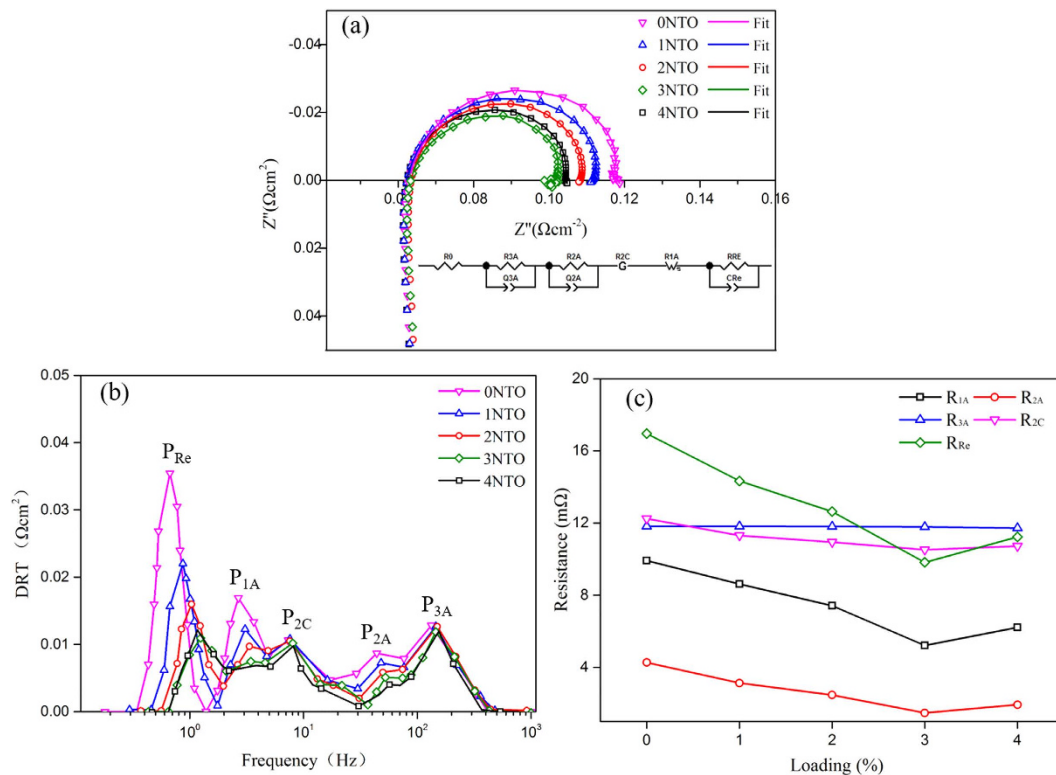 (a)
0NTO Fit
1NTO Fit
2NTO Fit
3NTO Fit
4NTO Fit
-0.04
-0.02
0.00
0.02
0.04
Z''(Ωcm²)
0.06 0.08 0.10 0.12 0.14 0.16
Z''(Ωcm⁻²)
R0 R3A R2A R2C R1A RRE
G W s
Q3A Q2A CRe
(b)
0NTO
1NTO
2NTO
3NTO
4NTO
0.05
0.04
0.03
0.02
0.01
0.00
DRT (Ωcm²)
P_Re
P_1A
P_2C
P_2A
P_3A
10⁰ 10¹ 10² 10³
Frequency (Hz)
(c)
R_1A R_2A
R_3A R_2C
R_Re
20
16
12
8
4
Resistance (mΩ)
0 1 2 3 4
Loading (%)